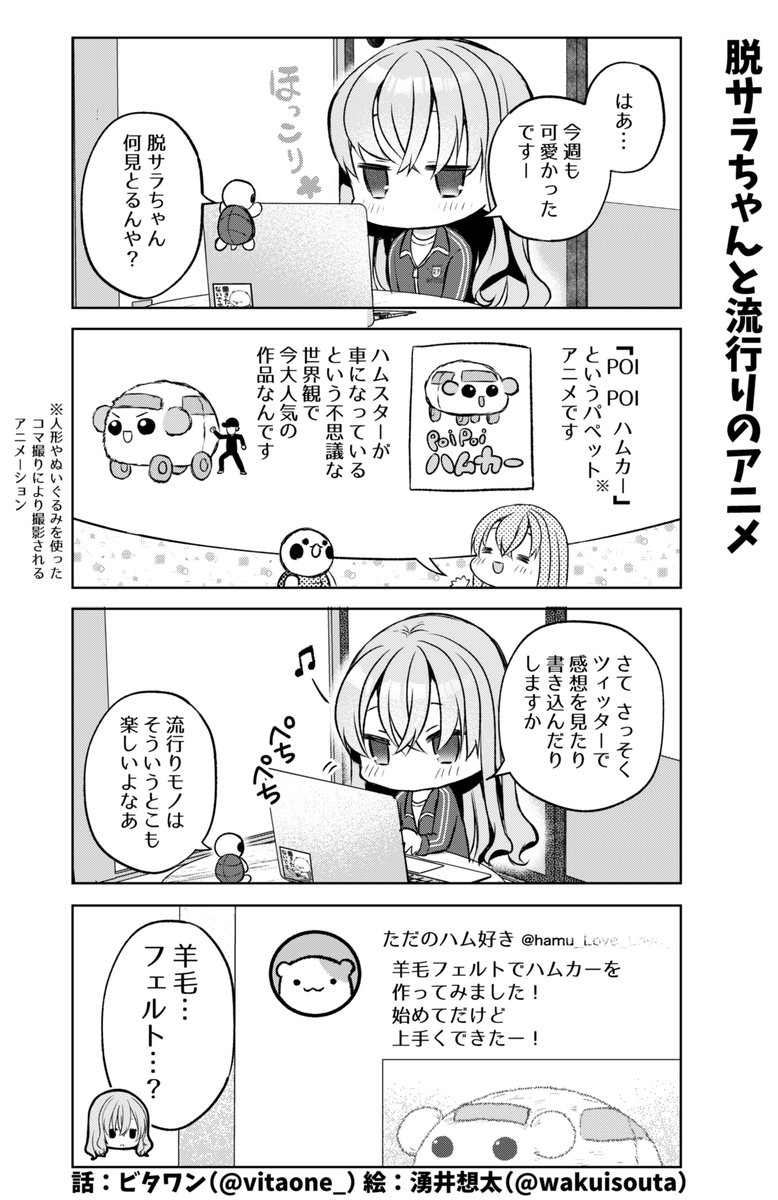 脱サラちゃんと流行りのアニメ
はあ…
今週も
可愛かった
ですー
ほっこり
脱サラちゃん
何見とるんや?
『POI POI ハムカー』
というパペット※
アニメです
PoiPoi
ハムカー
ハムスターが
車になっている
という不思議な
世界観で
今大人気の
作品なんです
※人形やぬいぐるみを使った
コマ撮りにより撮影される
アニメーション
さて さっそく
ツィッターで
感想を見たり
書き込んだり
しますか
ぺちぺち
流行りモノは
そういうとこも
楽しいよなあ
ただのハム好き @hamu_Love_Love_
羊毛フェルトでハムカーを
作ってみました!
始めてだけど
上手くできたー!
羊毛…
フェルト…?
話:ビタワン(@vitaone_) 絵:湧井想太(@wakuisouta)